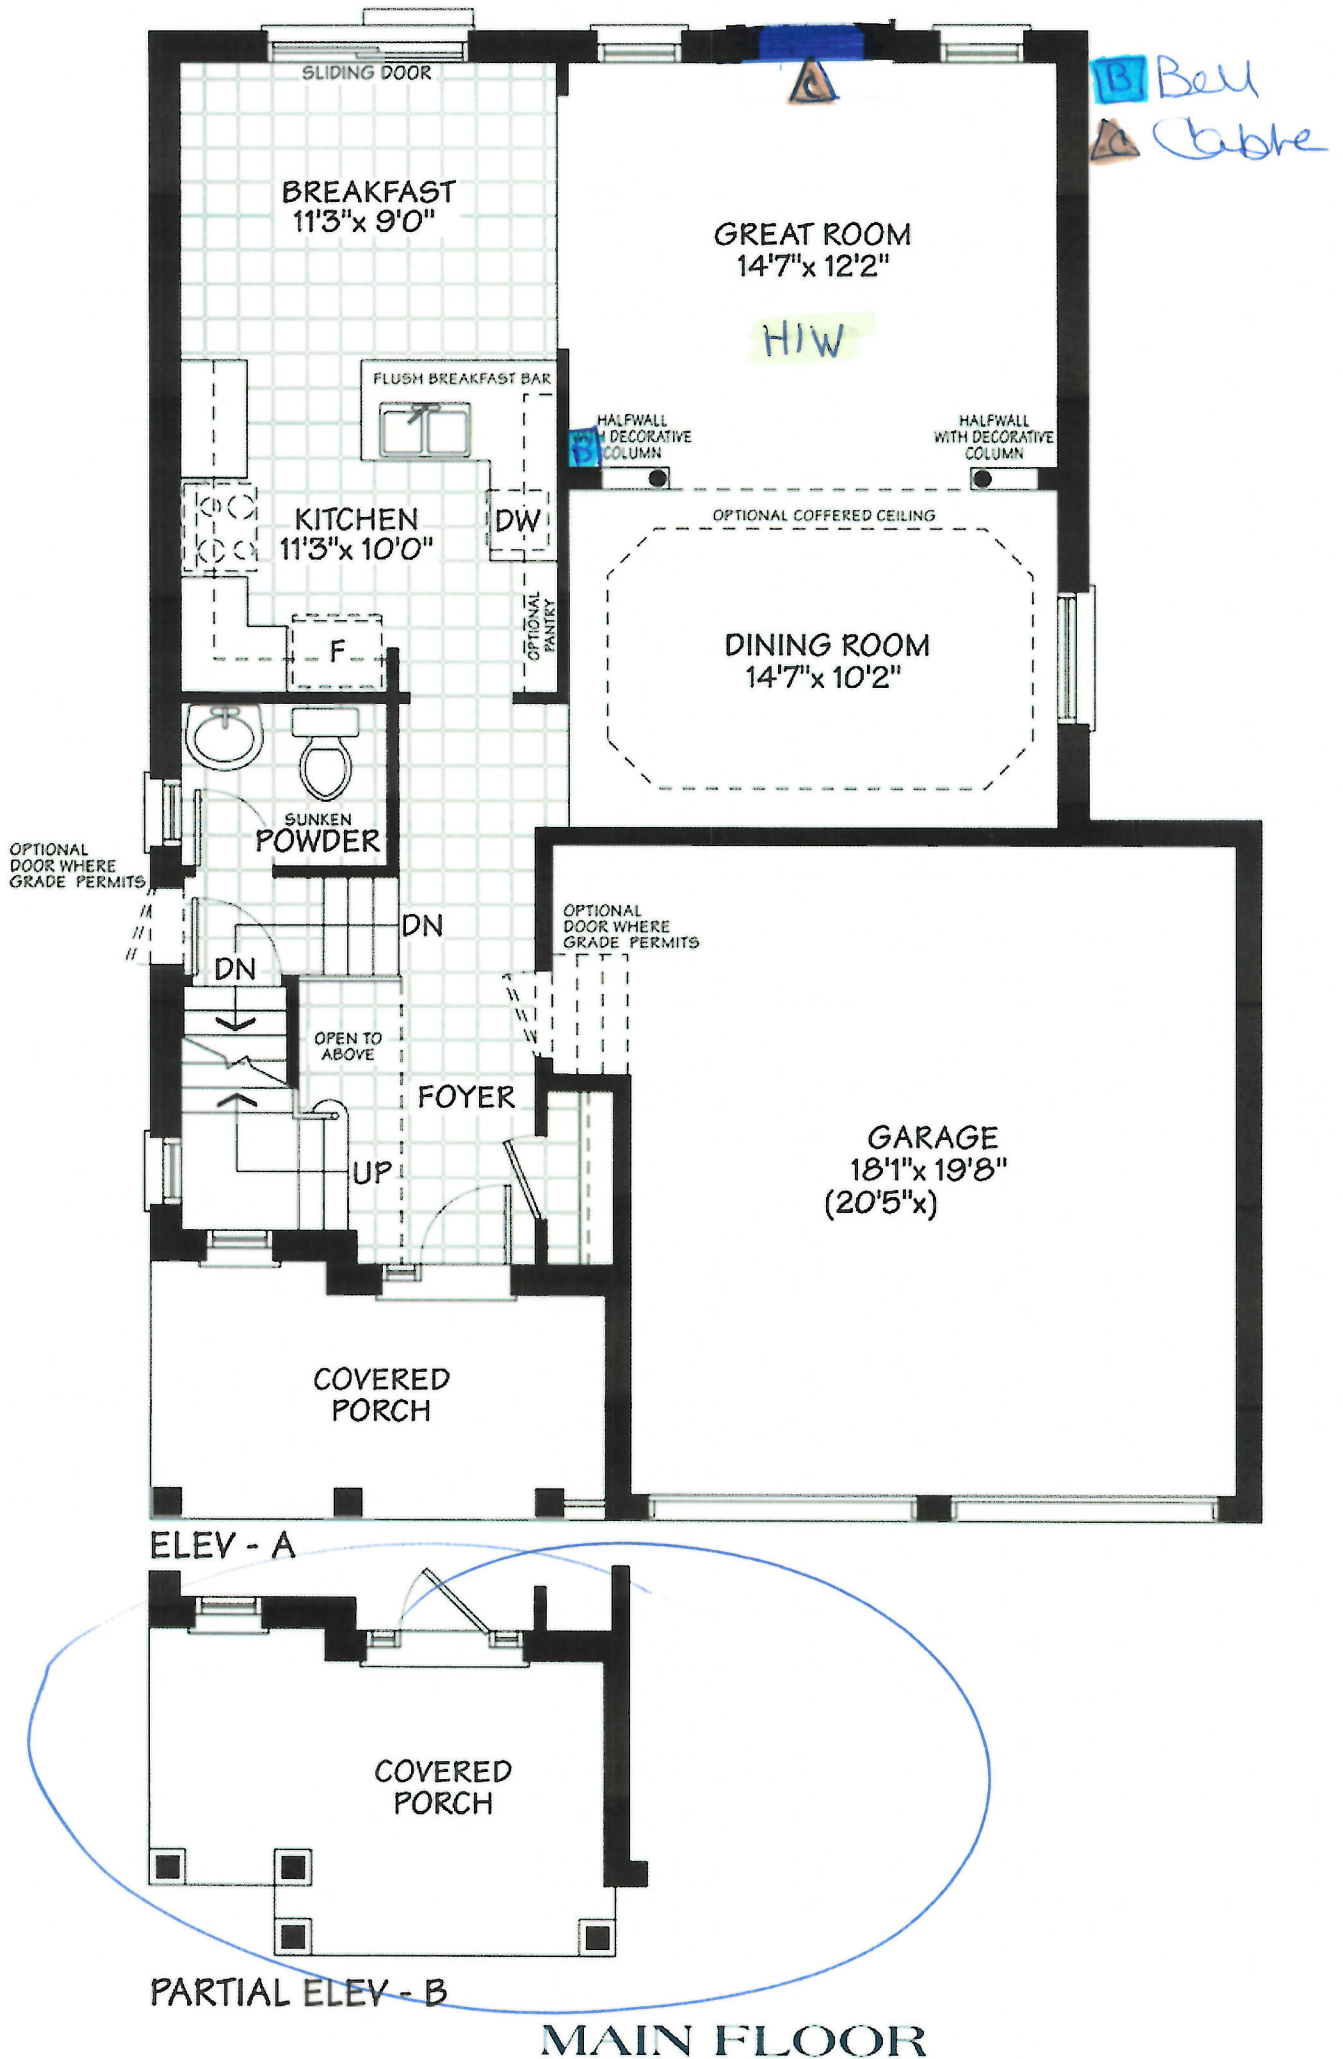 SLIDING DOOR
C
B Bell
C Cable
BREAKFAST
11'3"x 9'0"
GREAT ROOM
14'7"x 12'2"
H/W
FLUSH BREAKFAST BAR
HALFWALL
WITH DECORATIVE
COLUMN
B
HALFWALL
WITH DECORATIVE
COLUMN
KITCHEN
11'3"x 10'0"
DW
OPTIONAL COFFERED CEILING
OPTIONAL
PANTRY
F
DINING ROOM
14'7"x 10'2"
SUNKEN
POWDER
OPTIONAL
DOOR WHERE
GRADE PERMITS
DN
DN
OPTIONAL
DOOR WHERE
GRADE PERMITS
OPEN TO
ABOVE
FOYER
UP
GARAGE
18'1"x 19'8"
(20'5"x)
COVERED
PORCH
ELEV - A
COVERED
PORCH
PARTIAL ELEV - B
MAIN FLOOR